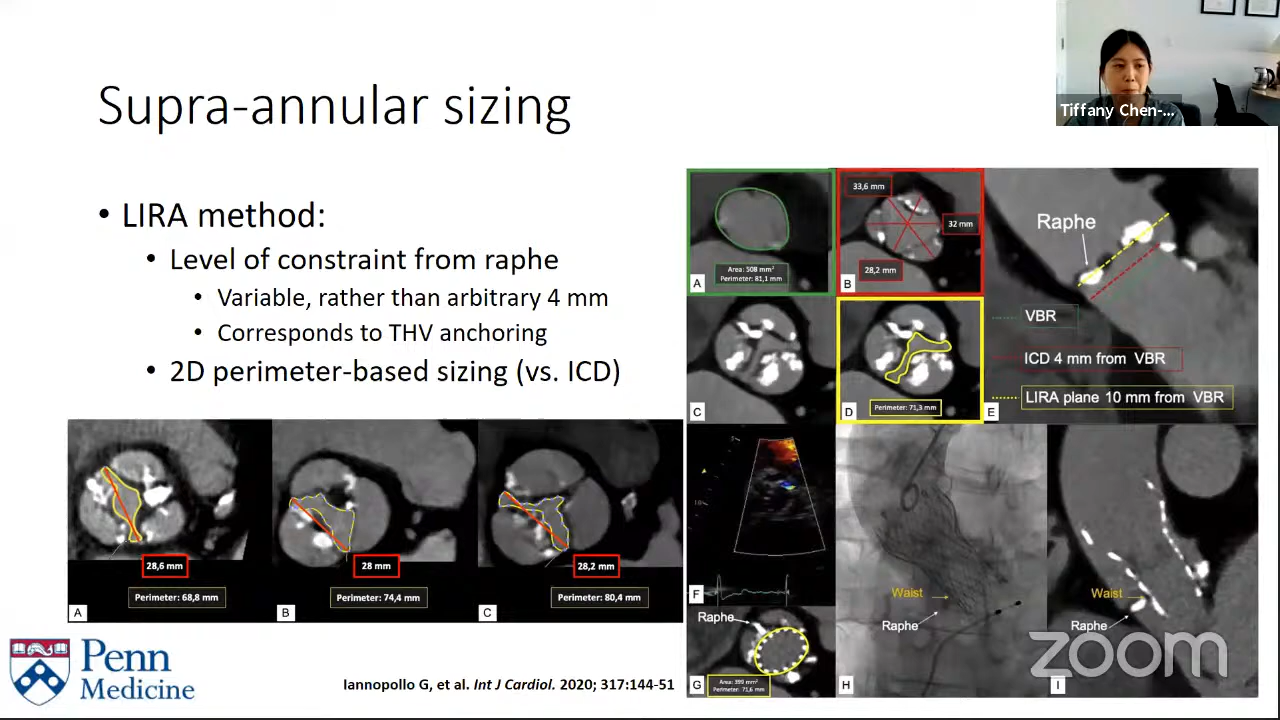 Supra-annular sizing
Tiffany Chen-...
• LIRA method:
• Level of constraint from raphe
• Variable, rather than arbitrary 4 mm
• Corresponds to THV anchoring
• 2D perimeter-based sizing (vs. ICD)
28,6 mm
Perimeter: 68,8 mm
A
28 mm
Perimeter: 74,4 mm
B
28,2 mm
Perimeter: 80,4 mm
C
Area: 508 mm²
Perimeter: 81,1 mm
A
33,6 mm
32 mm
28,2 mm
B
C
Perimeter: 71,3 mm
D
Raphe
VBR
ICD 4 mm from VBR
LIRA plane 10 mm from VBR
E
10
F
Raphe
Area: 399 mm²
Perimeter: 71,6 mm
G
Waist
Raphe
H
Waist
Raphe
I
Penn
Medicine
Iannopollo G, et al. Int J Cardiol. 2020; 317:144-51
zoom